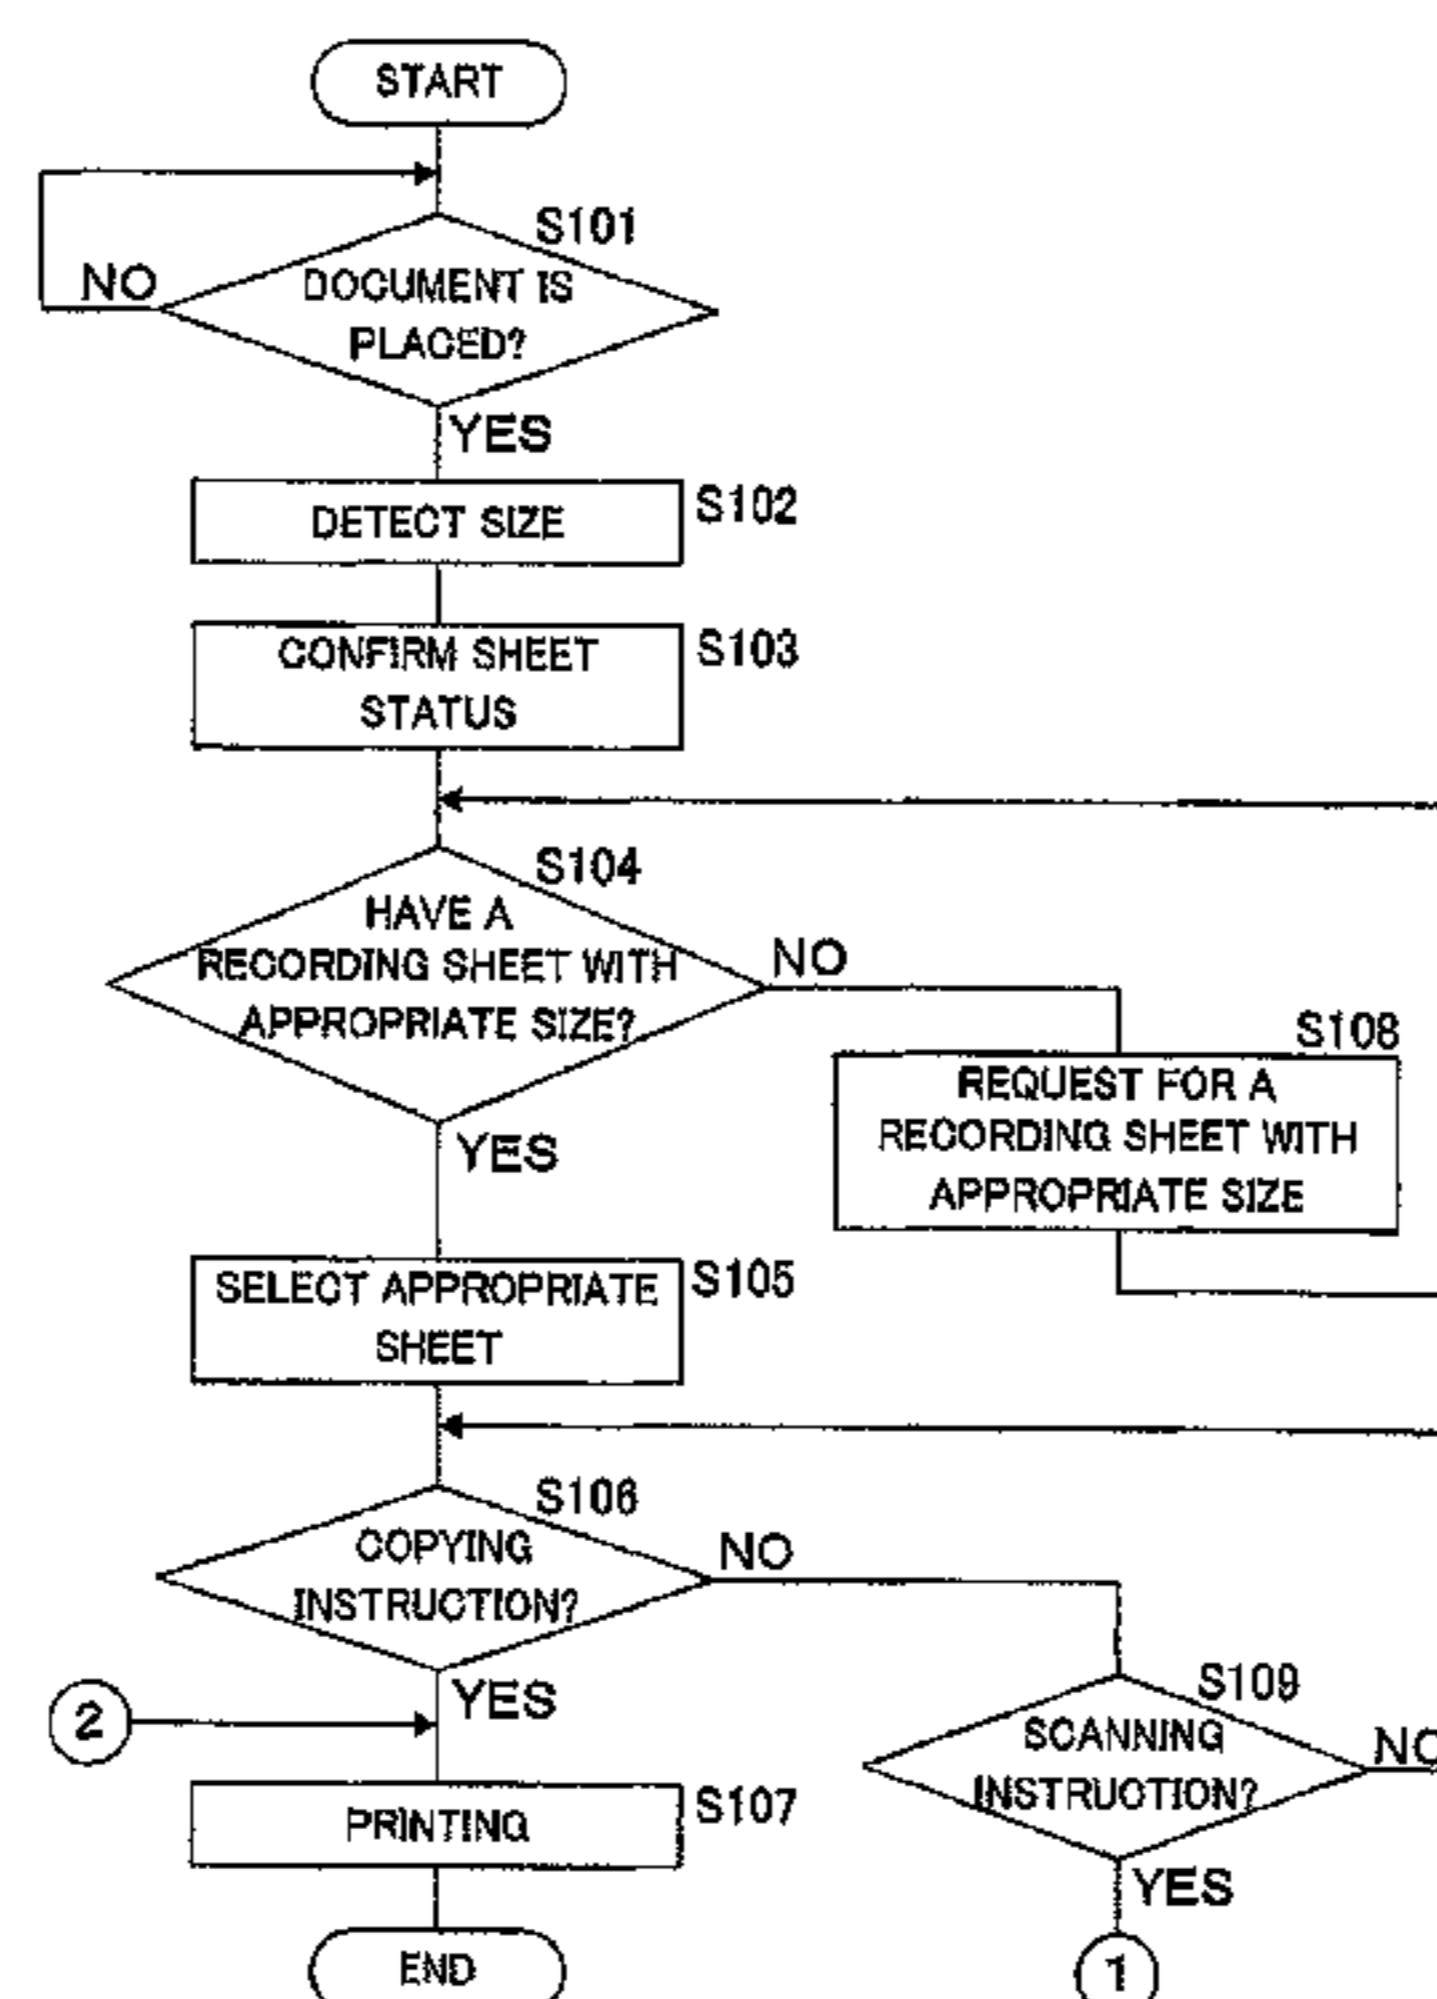 START
S101
NO
DOCUMENT IS
PLACED?
YES
DETECT SIZE
S102
CONFIRM SHEET
STATUS
S103
S104
HAVE A
RECORDING SHEET WITH
APPROPRIATE SIZE?
NO
YES
S108
REQUEST FOR A
RECORDING SHEET WITH
APPROPRIATE SIZE
SELECT APPROPRIATE
SHEET
S105
S106
COPYING
INSTRUCTION?
NO
YES
2
S109
SCANNING
INSTRUCTION?
NO
YES
1
PRINTING
S107
END